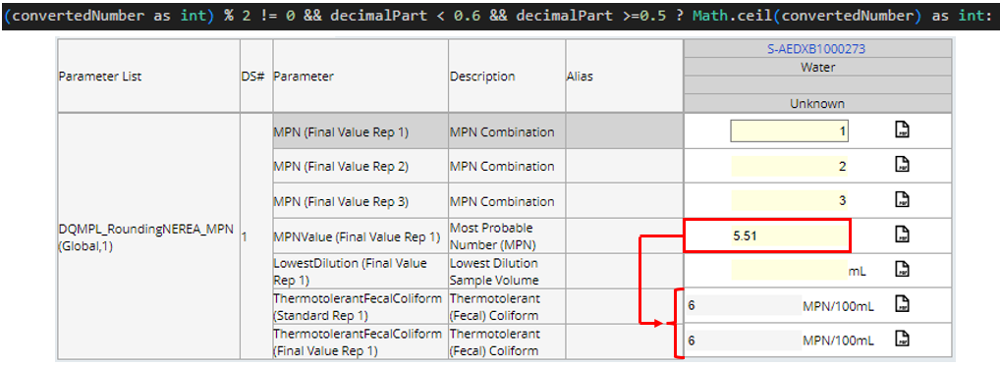 (convertedNumber as int) % 2 != 0 && decimalPart < 0.6 && decimalPart >=0.5 ? Math.ceil(convertedNumber) as int:
S-AEDXB1000273
Water
Unknown
Parameter List DS# Parameter Description Alias
MPN (Final Value Rep 1) MPN Combination 1
MPN (Final Value Rep 2) MPN Combination 2
MPN (Final Value Rep 3) MPN Combination 3
DQMPL_RoundingNEREA_MPN
(Global,1)
1
MPNValue (Final Value Rep 1)
Most Probable
Number (MPN)
5.51
LowestDilution (Final Value
Rep 1)
Lowest Dilution
Sample Volume
mL
ThermotolerantFecalColiform
(Standard Rep 1)
Thermotolerant
(Fecal) Coliform
6 MPN/100mL
ThermotolerantFecalColiform
(Final Value Rep 1)
Thermotolerant
(Fecal) Coliform
6 MPN/100mL